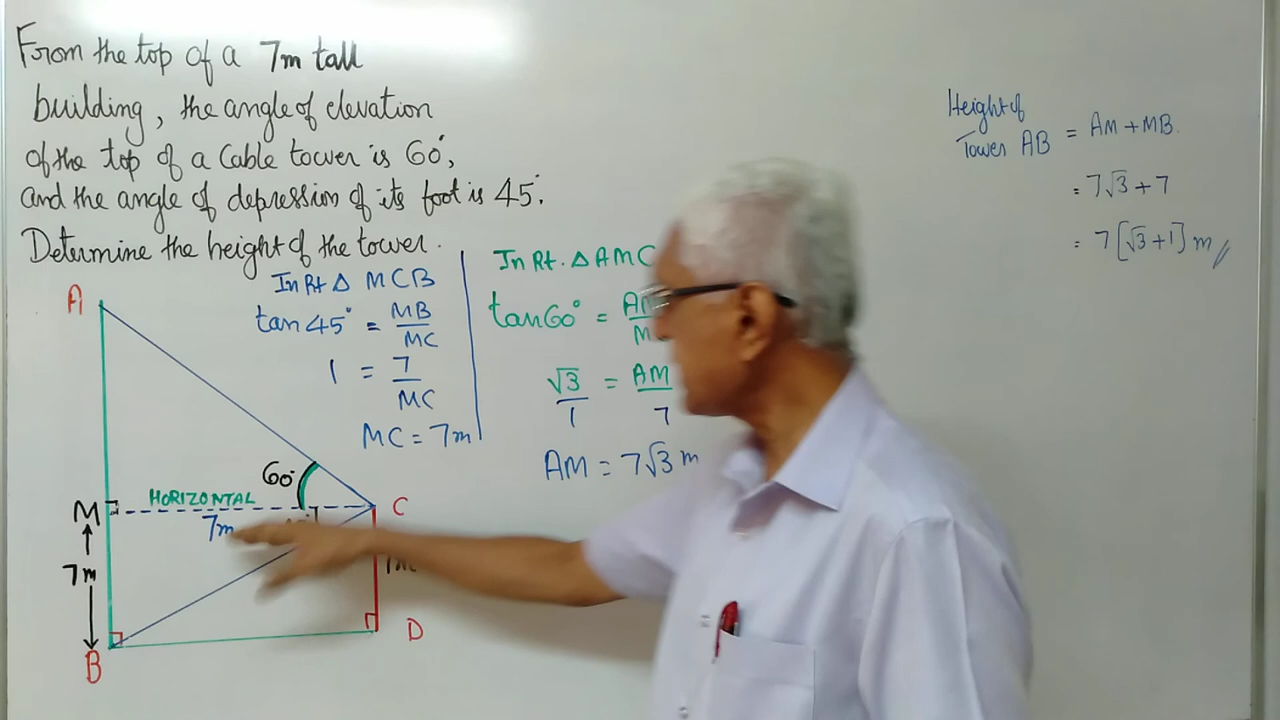 From the top of a 7m tall
building, the angle of elevation
of the top of a Cable tower is 60°,
and the angle of depression of its foot is 45°.
Determine the height of the tower.
In Rt Δ MCB
tan 45° = MB/MC
1 = 7/MC
MC = 7m
In Rt. Δ AMC
tan 60° = AM
√3/1 = AM/7
AM = 7√3 m
Height of
Tower AB = AM + MB.
= 7√3 + 7
= 7[√3 + 1] m
A
60°
M
HORIZONTAL
C
7m
7m
B
D